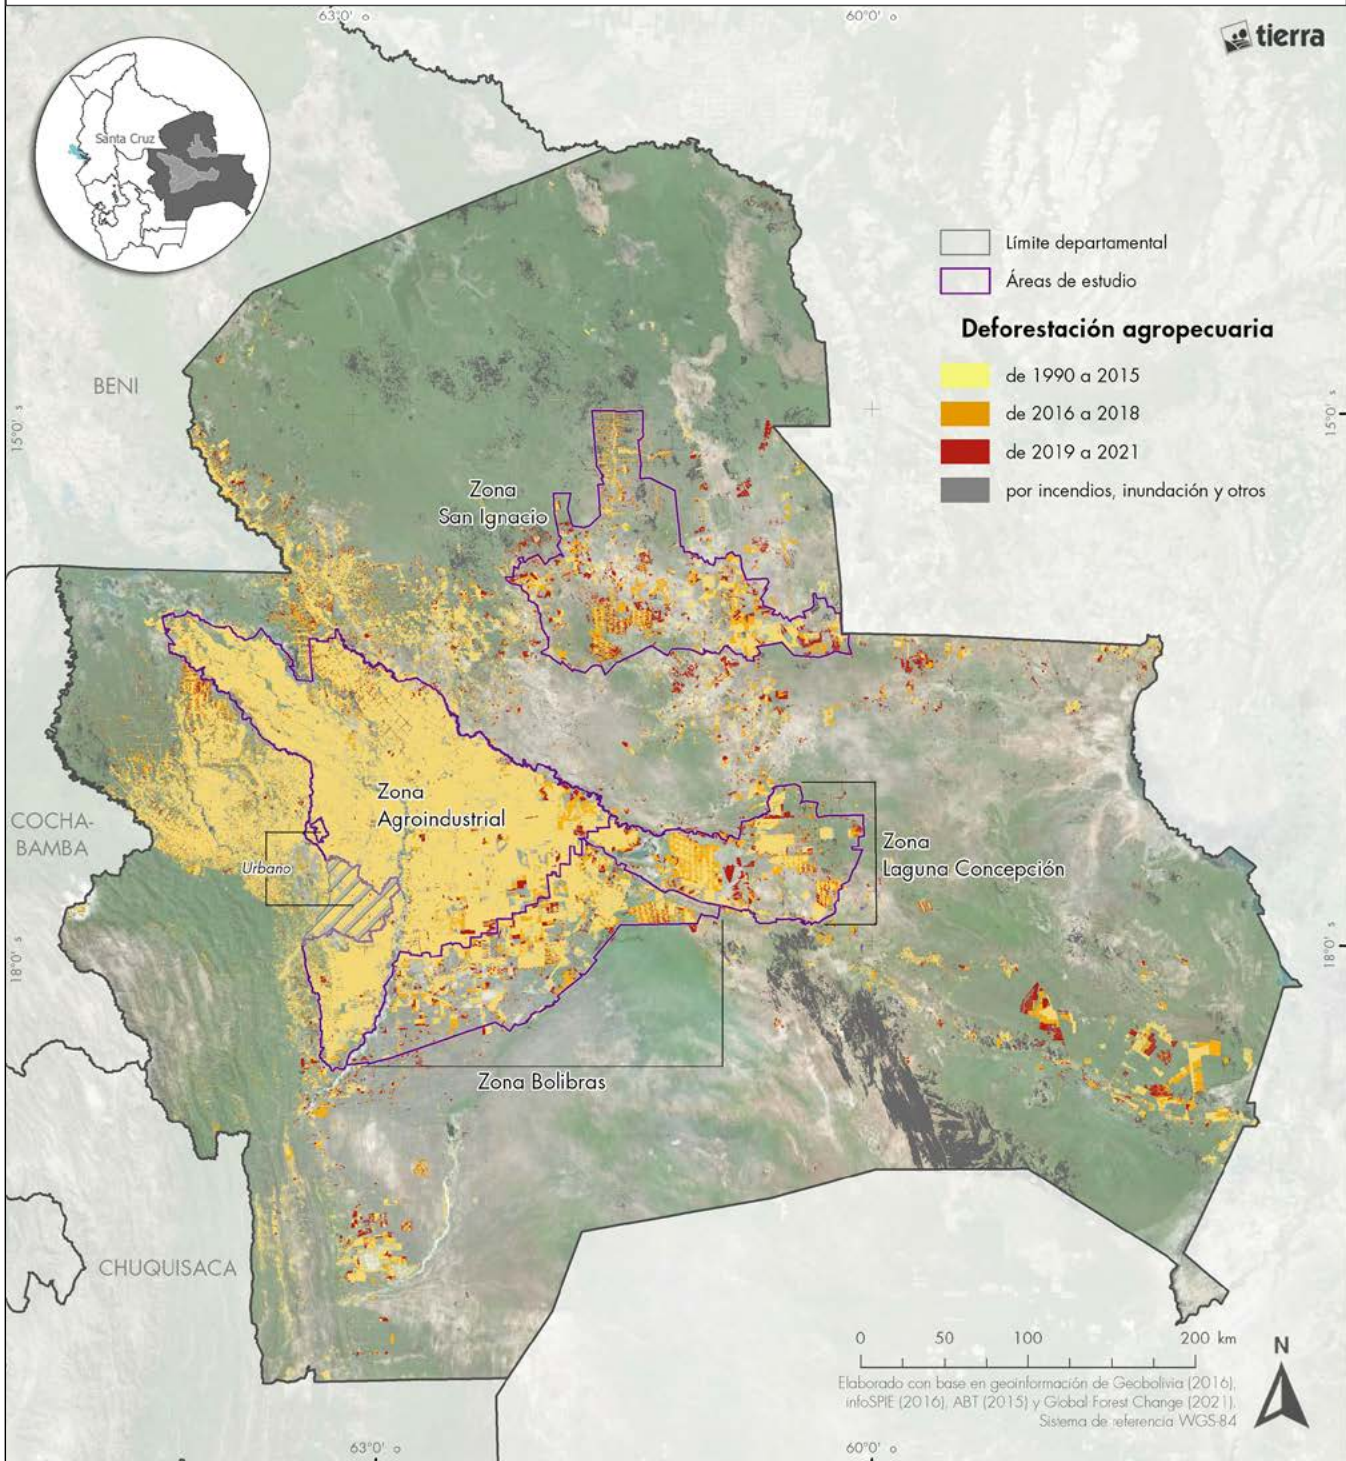 63°0' o
60°0' o
tierra
Santa Cruz
Límite departamental
Áreas de estudio
Deforestación agropecuaria
de 1990 a 2015
de 2016 a 2018
de 2019 a 2021
por incendios, inundación y otros
BENI
15°0' s
15°0' s
Zona
San Ignacio
Zona
Agroindustrial
COCHA-
BAMBA
Urbano
Zona
Laguna Concepción
18°0' s
18°0' s
Zona Bolibras
CHUQUISACA
0 50 100 200 km
N
Elaborado con base en geoinformación de Geobolivia (2016),
infoSPIE (2016), ABT (2015) y Global Forest Change (2021).
Sistema de referencia WGS-84
63°0' o
60°0' o